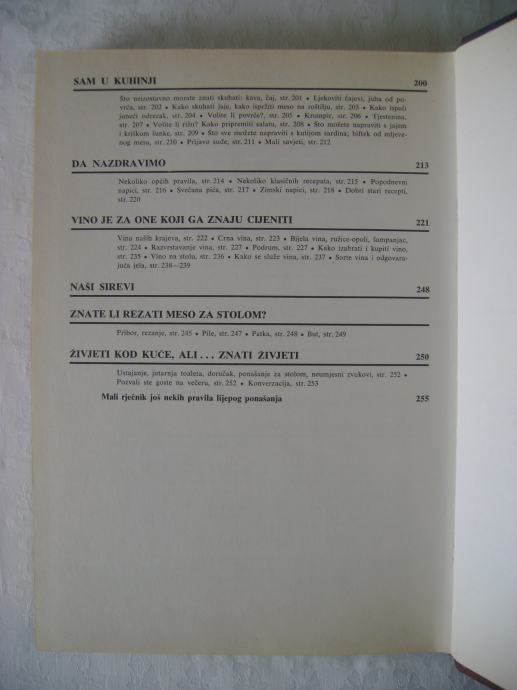 SAM U KUHINJI 200
Što neizostavno morate znati skuhati: kava, čaj, str. 201 • Ljekoviti čajevi, juha od po-
vrća, str. 202 • Kako skuhati jaje, kako ispržiti meso na roštilju, str. 203 • Kako ispeći
juneći odrezak, str. 204 • Volite li povrće?, str. 205 • Krumpir, str. 206 • Tjestenina,
str. 207 • Volite li rižu? Kako pripremiti salatu, str. 208 • Što možete napraviti s jajem
i kriškom šunke, str. 209 • Što sve možete napraviti s kutijom sardina; biftek od mljeve-
nog mesa, str. 210 • Prljavo suđe, str. 211 • Mali savjeti, str. 212
DA NAZDRAVIMO 213
Nekoliko općih pravila, str. 214 • Nekoliko klasičnih recepata, str. 215 • Popodnevni
napici, str. 216 • Svečana pića, str. 217 • Zimski napici, str. 218 • Dobri stari recepti,
str. 220
VINO JE ZA ONE KOJI GA ZNAJU CIJENITI 221
Vina naših krajeva, str. 222 • Crna vina, str. 223 • Bijela vina, ružice-opoli, šampanjac,
str. 224 • Razvrstavanje vina, str. 227 • Podrum, str. 227 • Kako izabrati i kupiti vino,
str. 235 • Vino na stolu, str. 236 • Kako se služe vina, str. 237 • Sorte vina i odgovara-
juća jela, str. 238—239
NAŠI SIREVI 248
ZNATE LI REZATI MESO ZA STOLOM?
Pribor, rezanje, str. 245 • Pile, str. 247 • Patka, str. 248 • But, str. 249
ŽIVJETI KOD KUĆE, ALI... ZNATI ŽIVJETI 250
Ustajanje, jutarnja toaleta, doručak, ponašanje za stolom, neumjesni zvukovi, str. 252 •
Pozvali ste goste na večeru, str. 252 • Konverzacija, str. 253
Mali rječnik još nekih pravila lijepog ponašanja 255